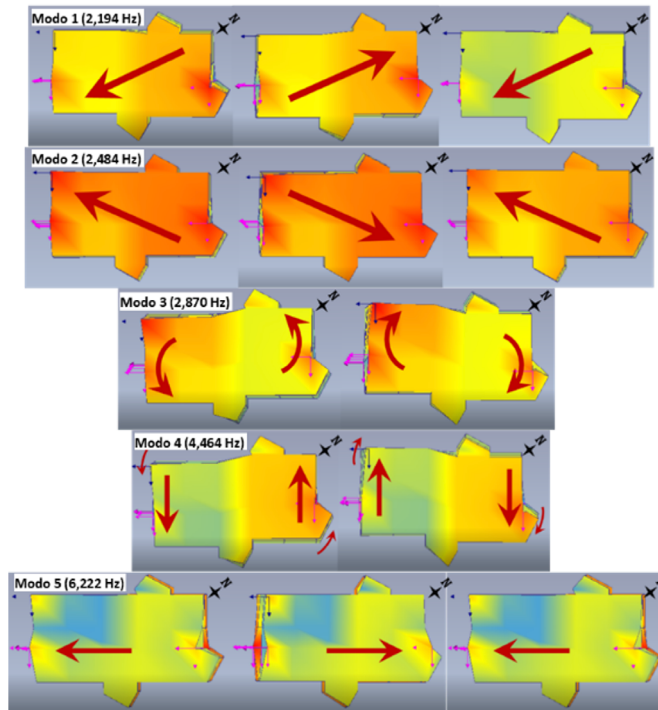 Modo 1 (2,194 Hz)
N
N
N
Modo 2 (2,484 Hz)
N
N
N
Modo 3 (2,870 Hz)
N
N
Modo 4 (4,464 Hz)
N
N
Modo 5 (6,222 Hz)
N
N
N